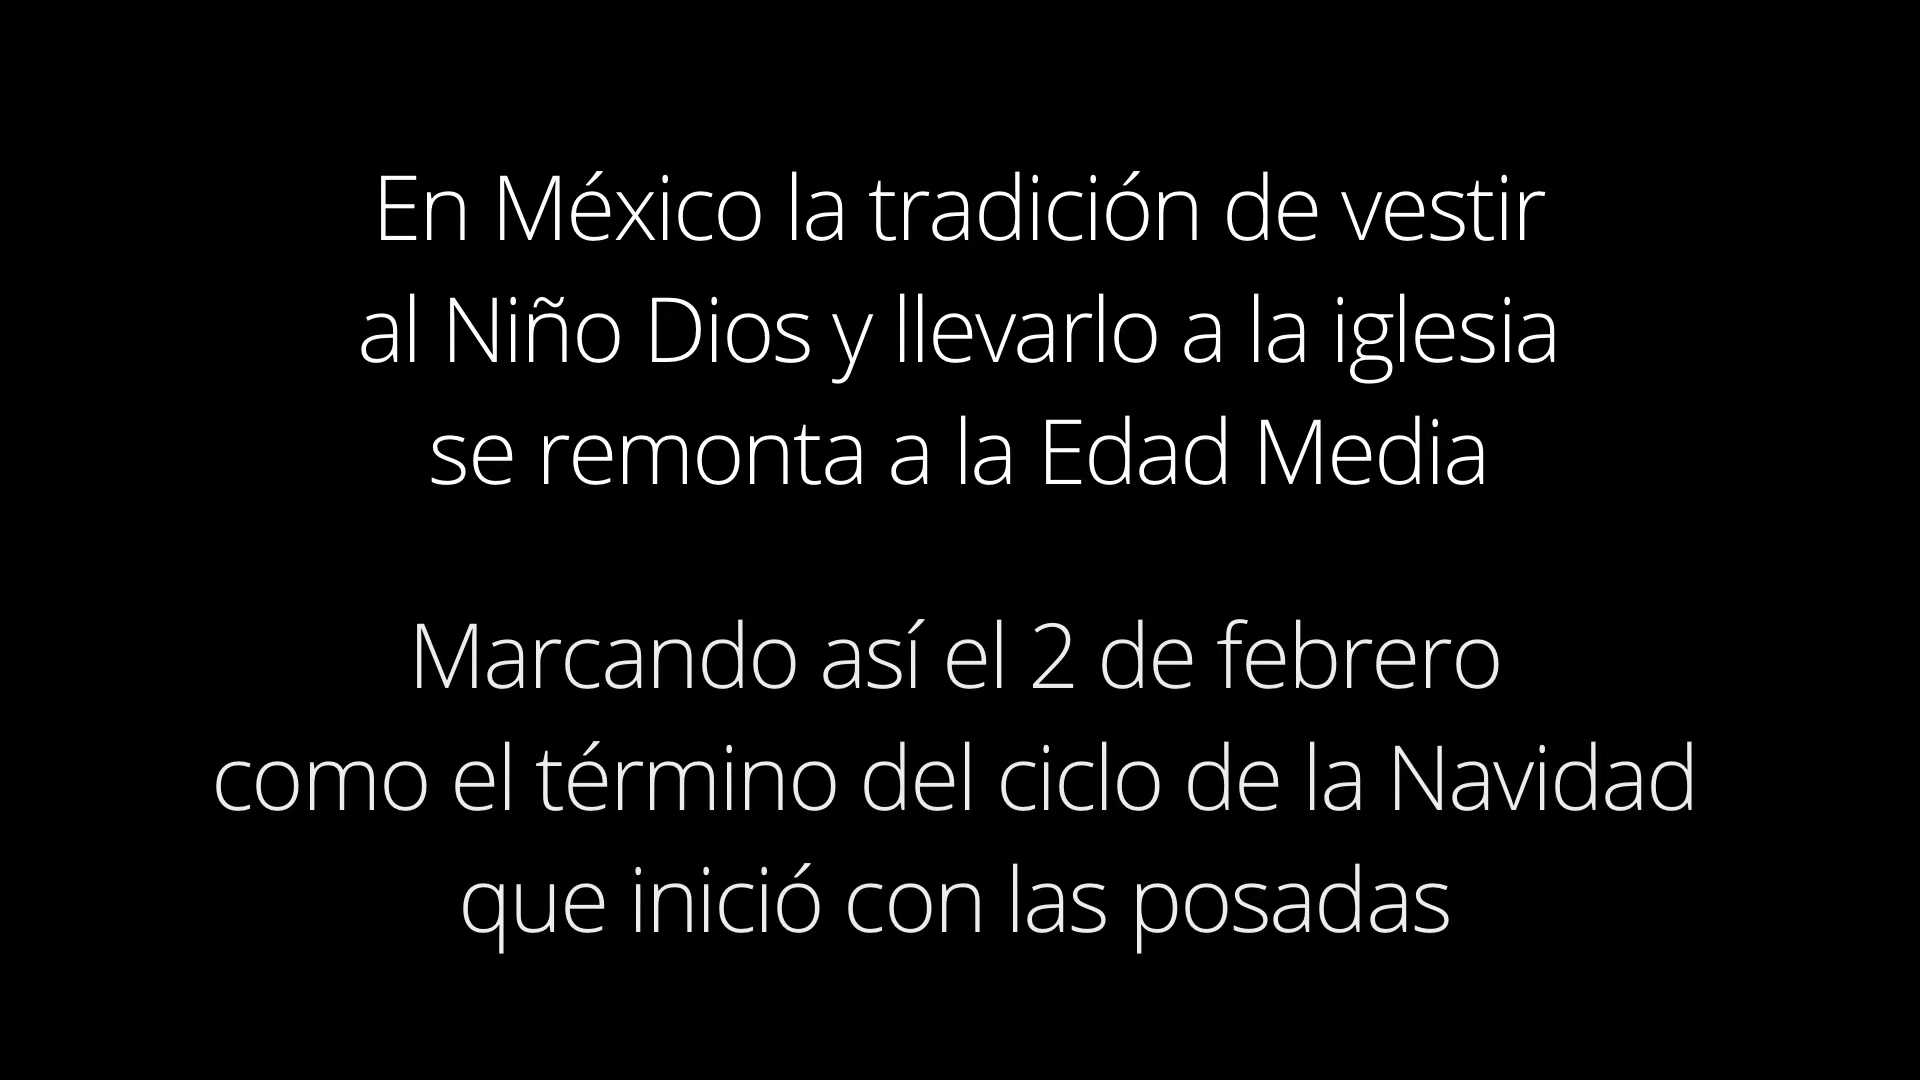 En México la tradición de vestir
al Niño Dios y llevarlo a la iglesia
se remonta a la Edad Media
Marcando así el 2 de febrero
como el término del ciclo de la Navidad
que inició con las posadas